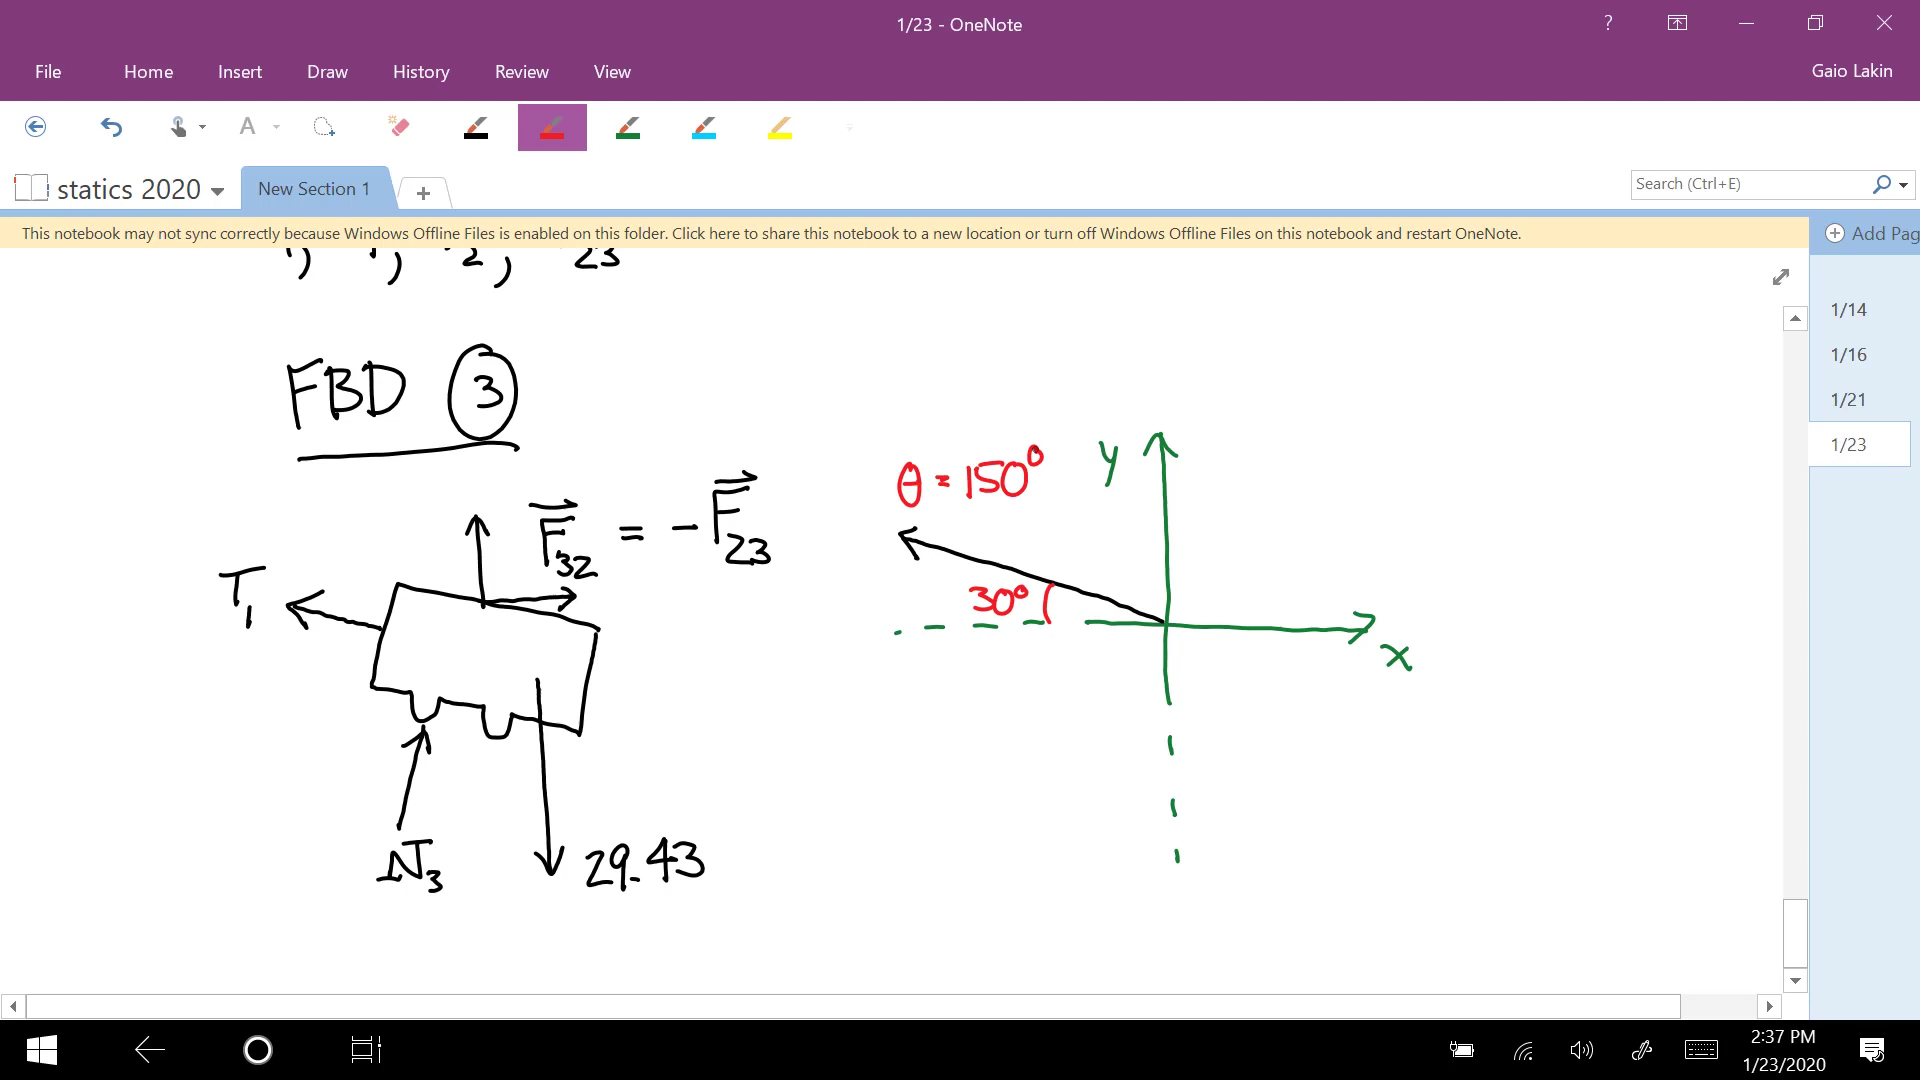 1/23 - OneNote
?
File Home Insert Draw History Review View
Gaio Lakin
A
statics 2020
New Section 1
+
Search (Ctrl+E)
This notebook may not sync correctly because Windows Offline Files is enabled on this folder. Click here to share this notebook to a new location or turn off Windows Offline Files on this notebook and restart OneNote.
Add Pag
1/14
1/16
1/21
1/23
23
FBD 3
F⃗32 = -F⃗23
T1
N3
29.43
θ = 150°
y
30°
x
2:37 PM
1/23/2020